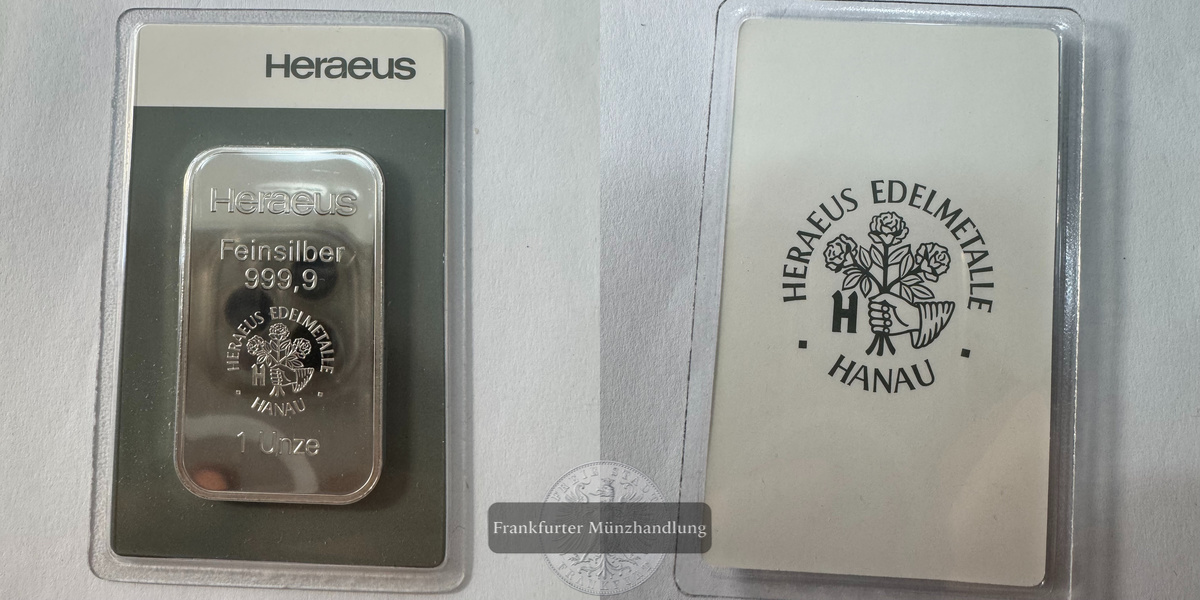 Heraeus
Heraeus
Feinsilber
999,9
HERAEUS EDELMETALLE
H
· HANAU ·
1 Unze
HERAEUS EDELMETALLE
H
· HANAU ·
Frankfurter Münzhandlung